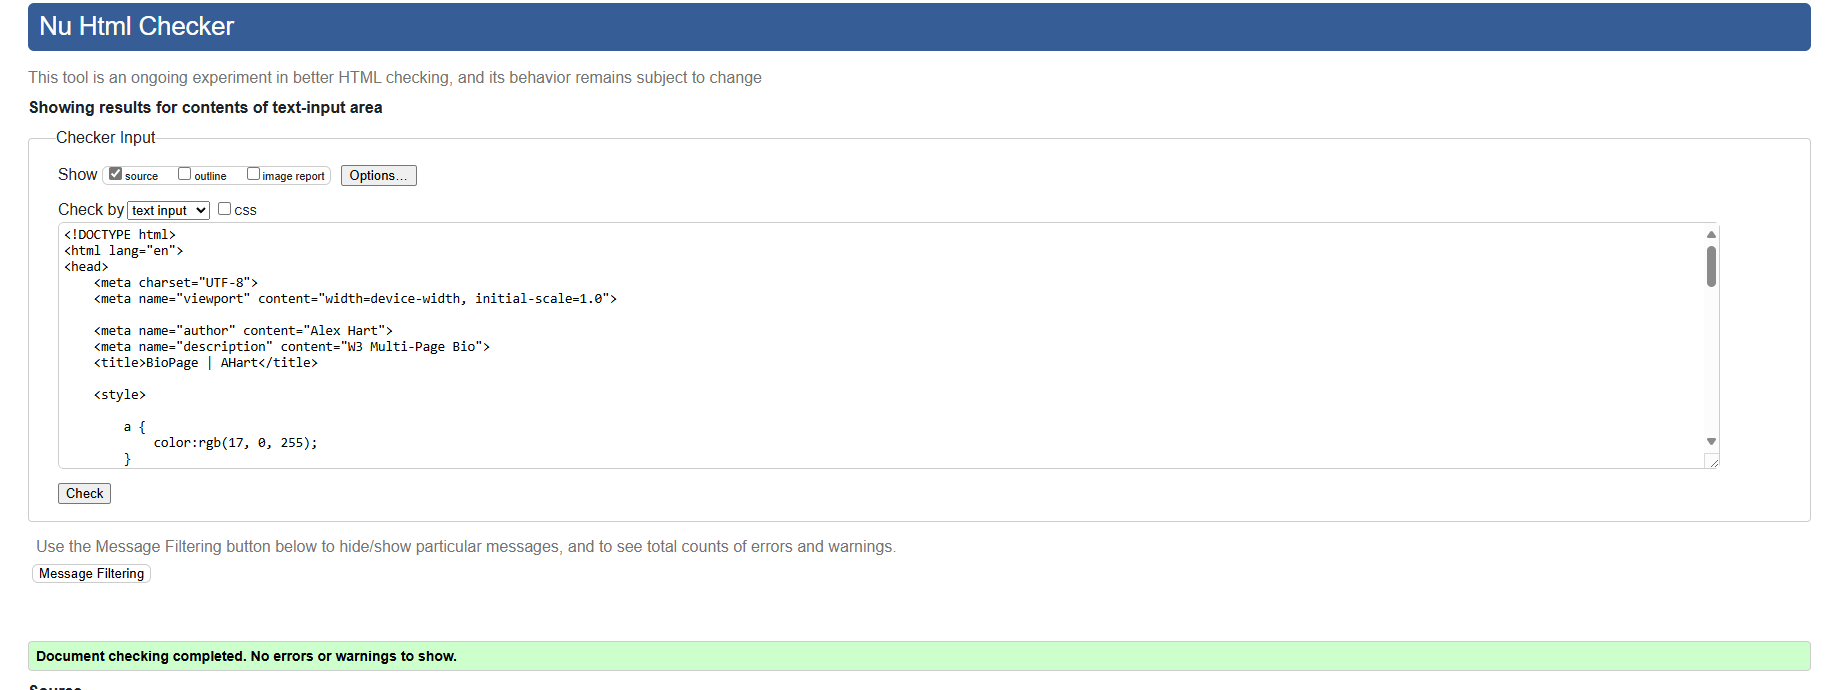 Nu Html Checker
This tool is an ongoing experiment in better HTML checking, and its behavior remains subject to change
Showing results for contents of text-input area
Checker Input
Show source outline image report Options...
Check by text input css
<!DOCTYPE html>
<html lang="en">
<head>
    <meta charset="UTF-8">
    <meta name="viewport" content="width=device-width, initial-scale=1.0">
    <meta name="author" content="Alex Hart">
    <meta name="description" content="W3 Multi-Page Bio">
    <title>BioPage | AHart</title>
    <style>
        a {
            color:rgb(17, 0, 255);
        }
Check
Use the Message Filtering button below to hide/show particular messages, and to see total counts of errors and warnings.
Message Filtering
Document checking completed. No errors or warnings to show.
Source